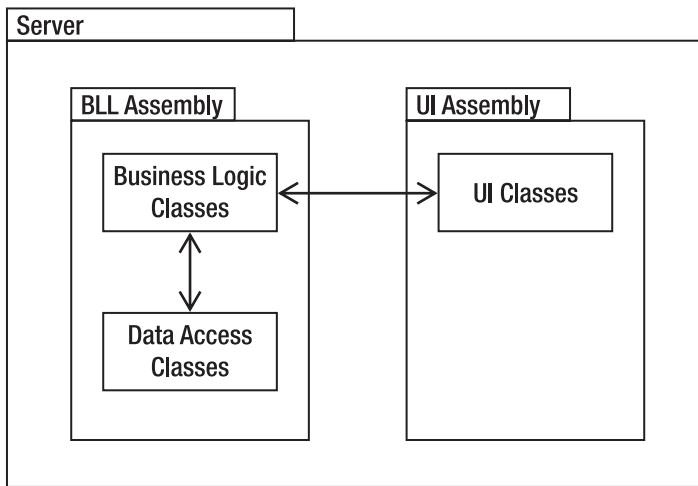 Server
BLL Assembly
Business Logic
Classes
Data Access
Classes
UI Assembly
UI Classes